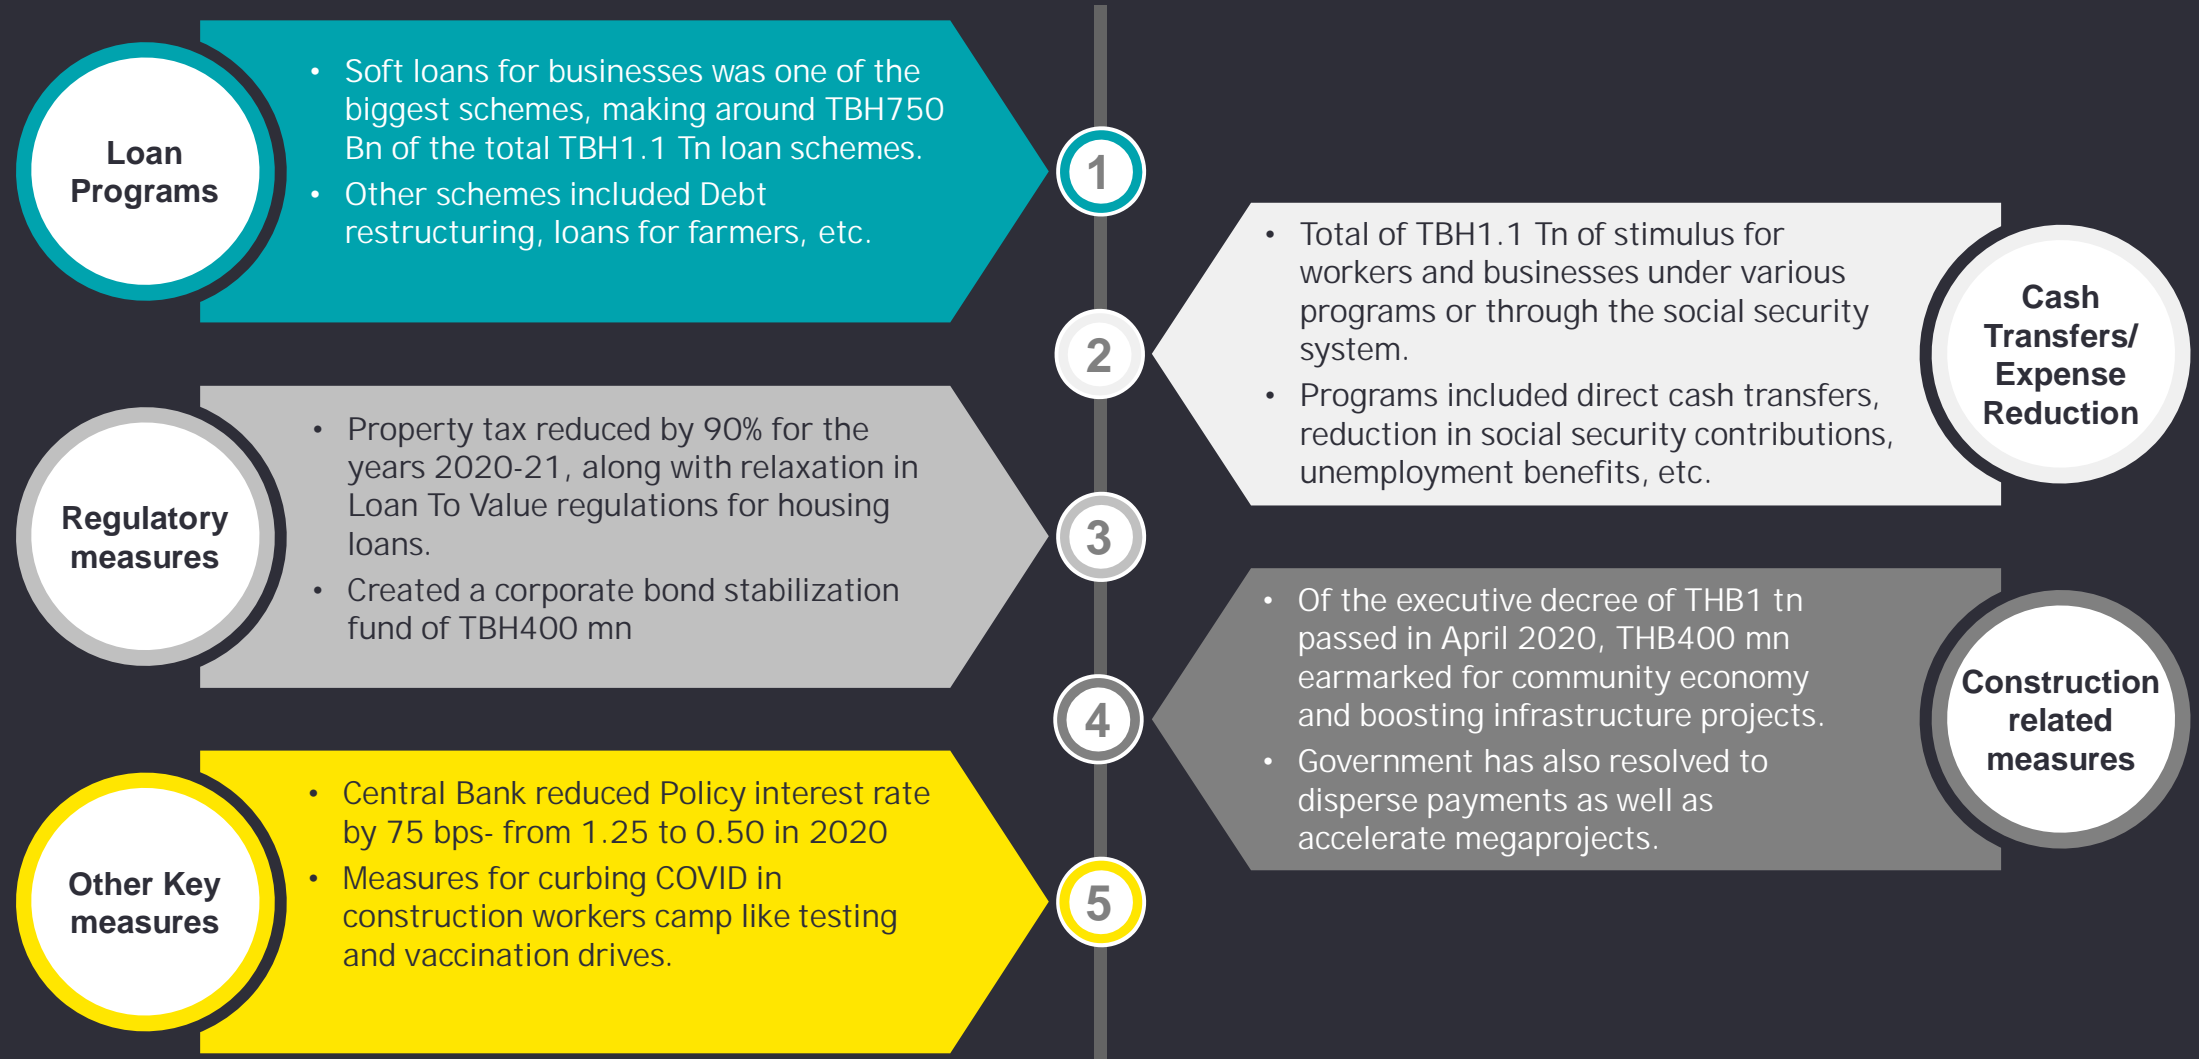 Loan
Programs
• Soft loans for businesses was one of the
biggest schemes, making around TBH750
Bn of the total TBH1.1 Tn loan schemes.
• Other schemes included Debt
restructuring, loans for farmers, etc.
1
2
• Total of TBH1.1 Tn of stimulus for
workers and businesses under various
programs or through the social security
system.
• Programs included direct cash transfers,
reduction in social security contributions,
unemployment benefits, etc.
Cash
Transfers/
Expense
Reduction
Regulatory
measures
• Property tax reduced by 90% for the
years 2020-21, along with relaxation in
Loan To Value regulations for housing
loans.
• Created a corporate bond stabilization
fund of TBH400 mn
3
4
• Of the executive decree of THB1 tn
passed in April 2020, THB400 mn
earmarked for community economy
and boosting infrastructure projects.
• Government has also resolved to
disperse payments as well as
accelerate megaprojects.
Construction
related
measures
Other Key
measures
• Central Bank reduced Policy interest rate
by 75 bps- from 1.25 to 0.50 in 2020
• Measures for curbing COVID in
construction workers camp like testing
and vaccination drives.
5